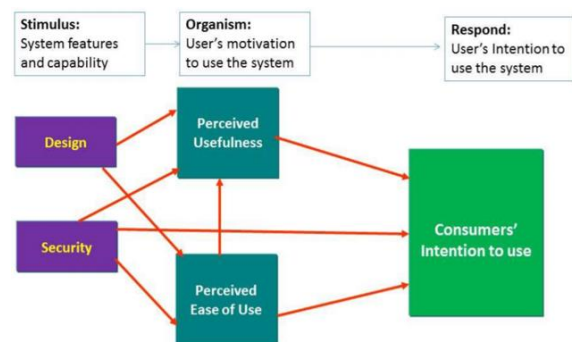 Stimulus:
System features
and capability
Organism:
User's motivation
to use the system
Respond:
User's Intention to
use the system
Design
Security
Perceived
Usefulness
Perceived
Ease of Use
Consumers'
Intention to use